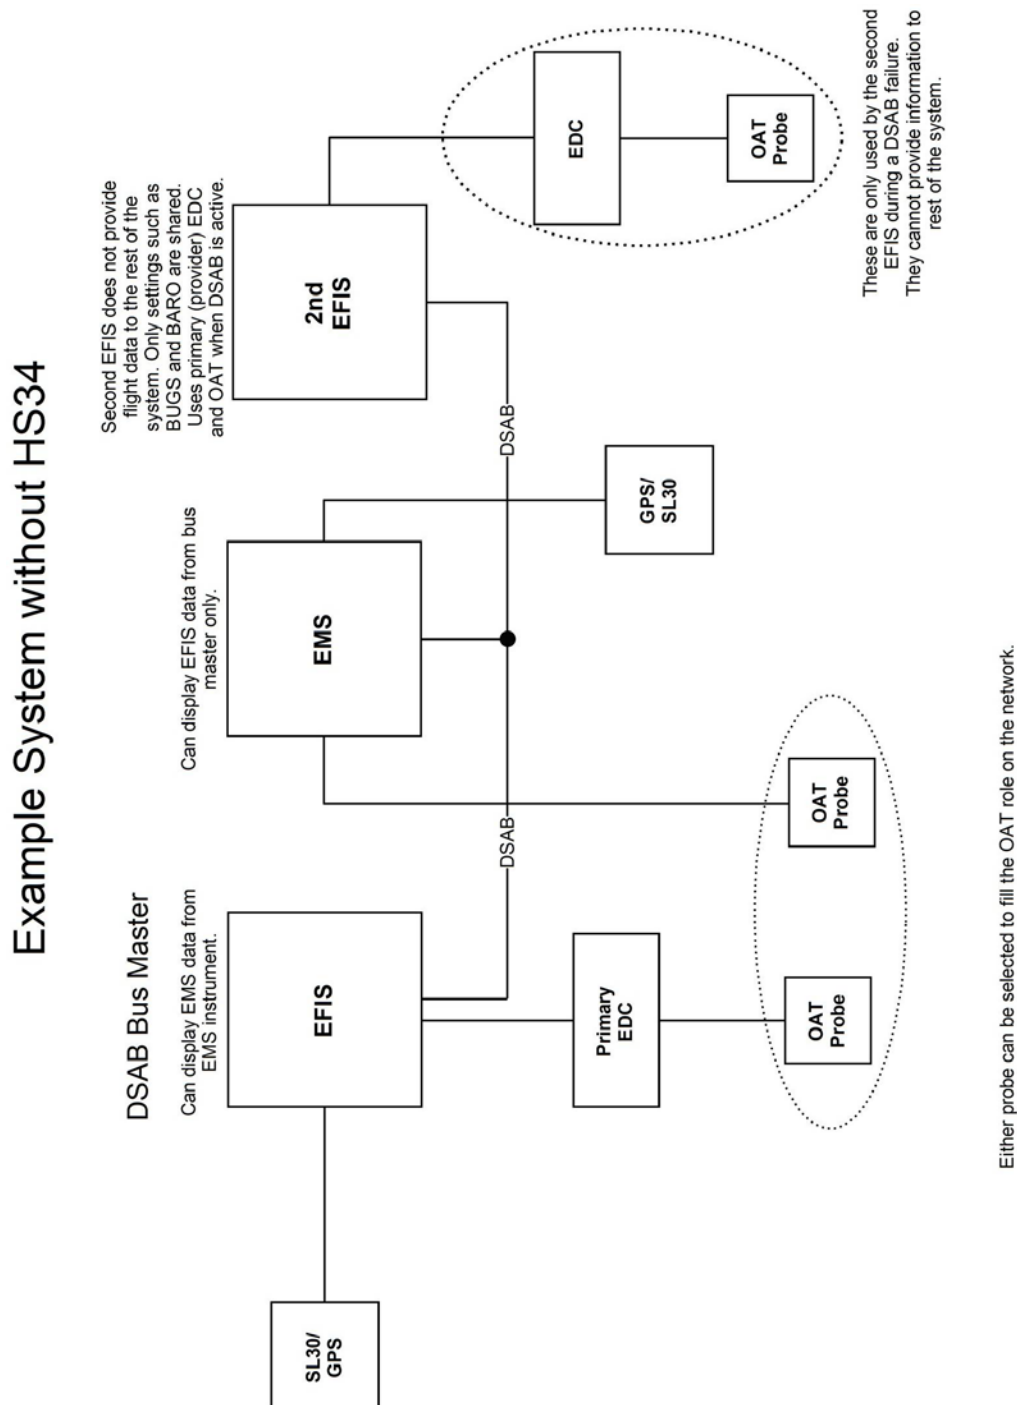 Example System without HS34
DSAB Bus Master
Can display EMS data from
EMS instrument.
Can display EFIS data from bus
master only.
Second EFIS does not provide
flight data to the rest of the
system. Only settings such as
BUGS and BARO are shared.
Uses primary (provider) EDC
and OAT when DSAB is active.
SL30/
GPS
EFIS
EMS
2nd
EFIS
DSAB
DSAB
Primary
EDC
GPS/
SL30
EDC
OAT
Probe
OAT
Probe
OAT
Probe
These are only used by the second
EFIS during a DSAB failure.
They cannot provide information to
rest of the system.
Either probe can be selected to fill the OAT role on the network.